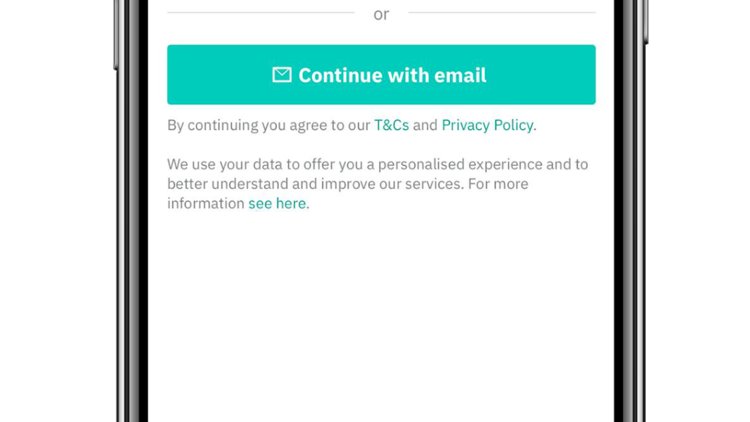 or
Continue with email
By continuing you agree to our T&Cs and Privacy Policy.
We use your data to offer you a personalised experience and to
better understand and improve our services. For more
information see here.